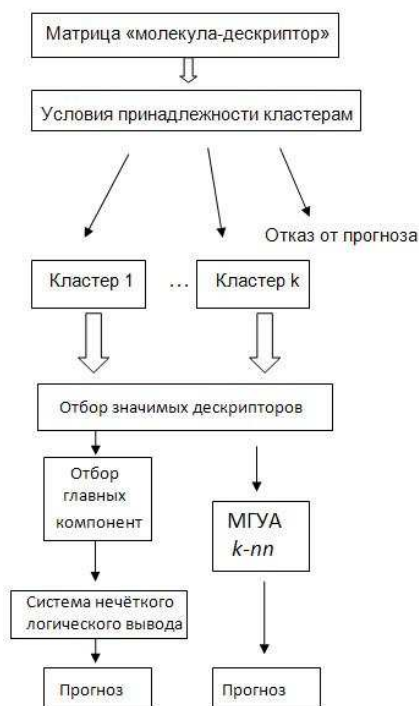 Матрица «молекула-дескриптор»
Условия принадлежности кластерам
Отказ от прогноза
Кластер 1
...
Кластер k
Отбор значимых дескрипторов
Отбор
главных
компонент
МГУА
k-nn
Система нечёткого
логического вывода
Прогноз
Прогноз